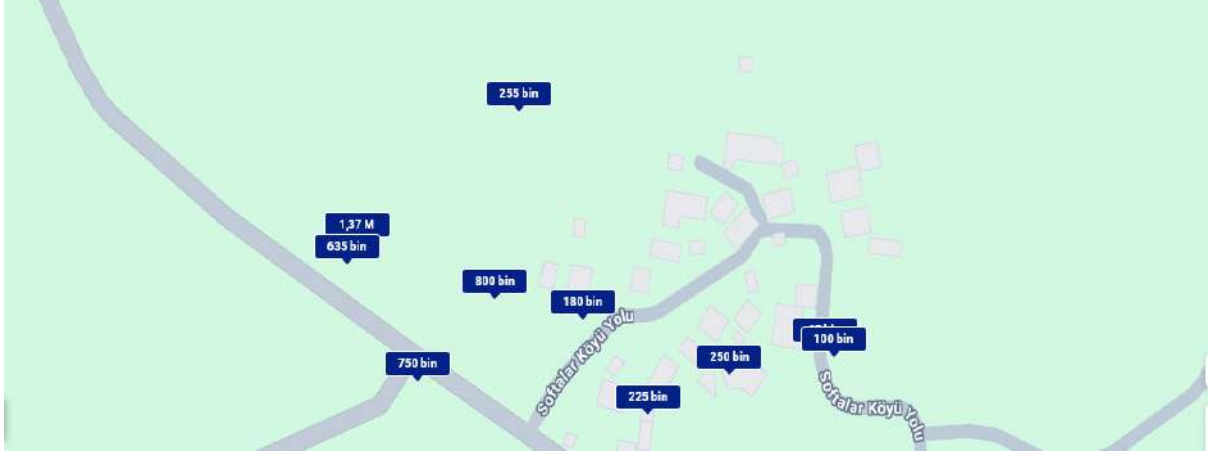 255 bin
1,37 M
635 bin
800 bin
180 bin
Softalar Köyü Yolu
100 bin
250 bin
750 bin
225 bin
Softalar Köyü Yolu